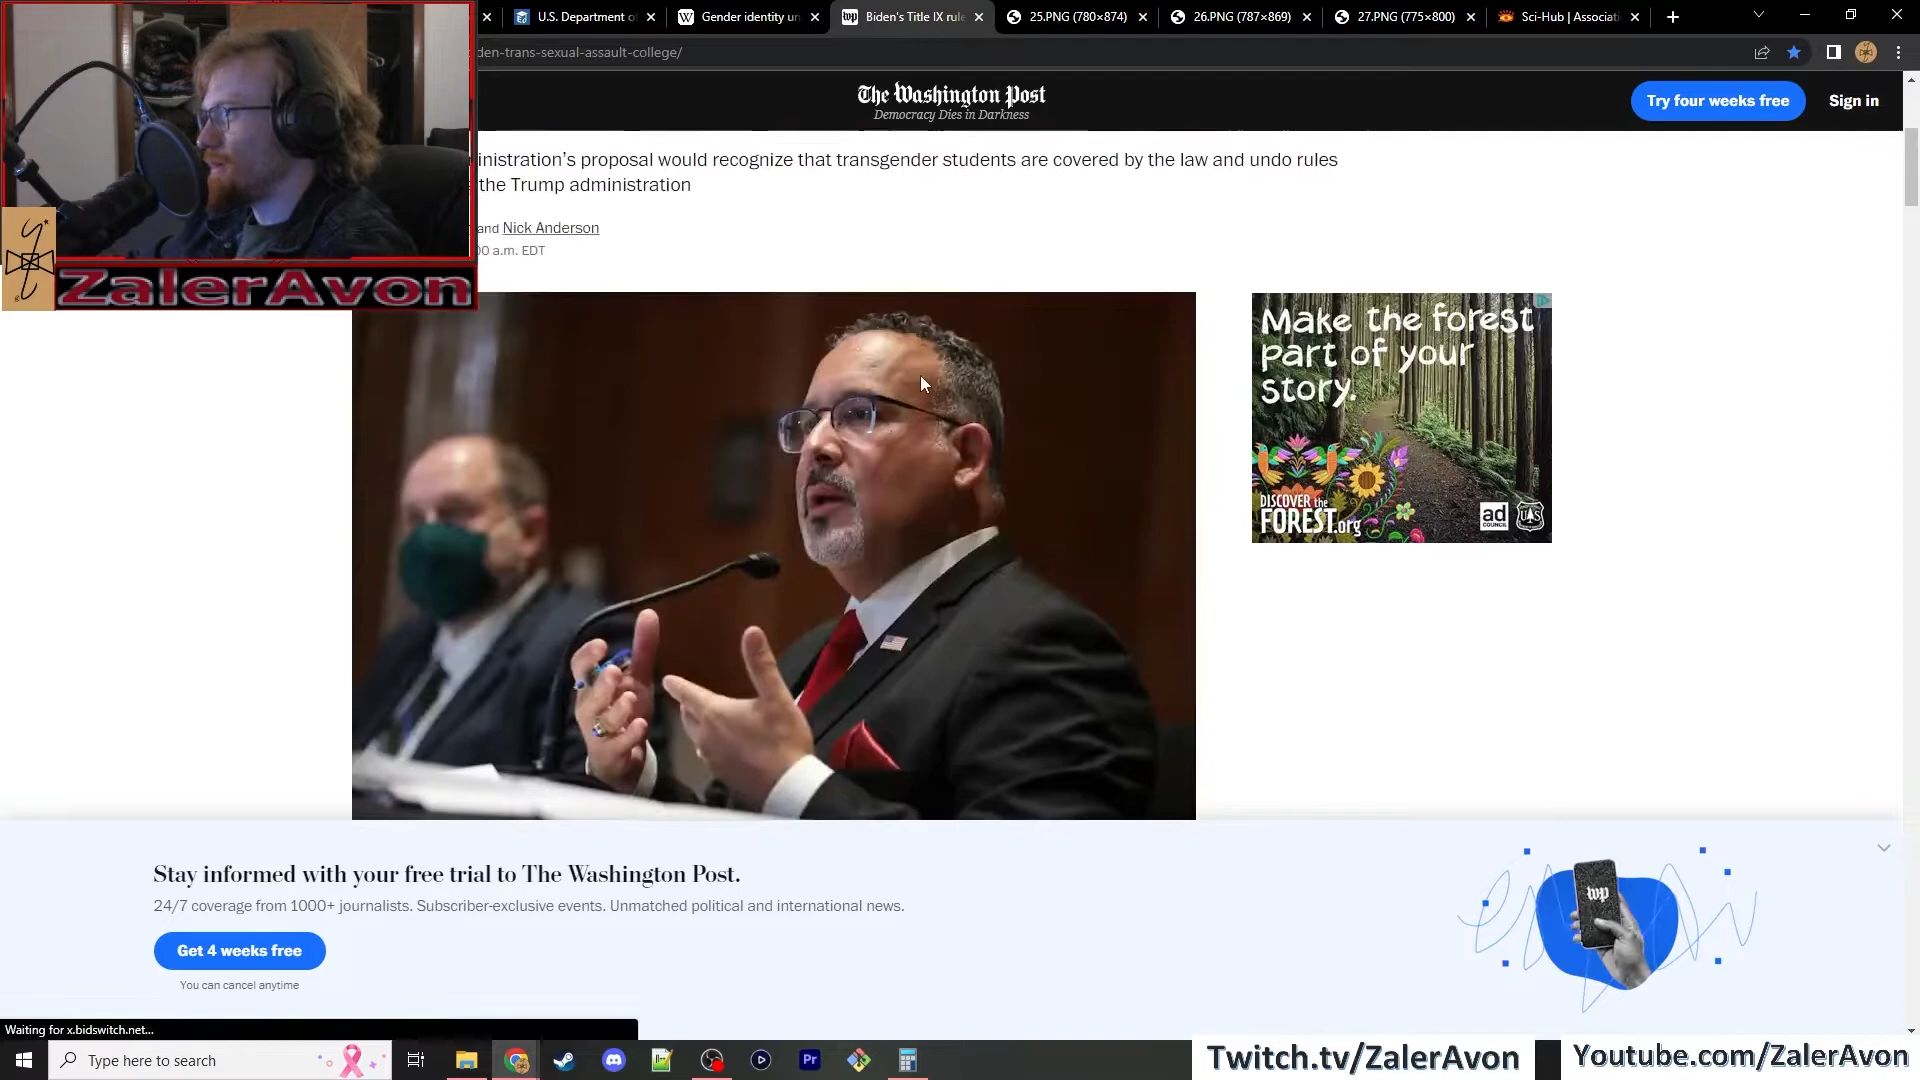 U.S. Department of
Gender identity un
Biden's Title IX rule
25.PNG (780×874)
26.PNG (787×869)
27.PNG (775×800)
Sci-Hub | Associati
den-trans-sexual-assault-college/
The Washington Post
Democracy Dies in Darkness
Try four weeks free
Sign in
inistration's proposal would recognize that transgender students are covered by the law and undo rules
the Trump administration
and Nick Anderson
00 a.m. EDT
ZalerAvon
Make the forest
part of your
story.
DISCOVER the
FOREST.org
ad
COUNCIL
UAS
Stay informed with your free trial to The Washington Post.
24/7 coverage from 1000+ journalists. Subscriber-exclusive events. Unmatched political and international news.
Get 4 weeks free
You can cancel anytime
wp
Waiting for x.bidswitch.net...
Type here to search
Pr
Twitch.tv/ZalerAvon
Youtube.com/ZalerAvon